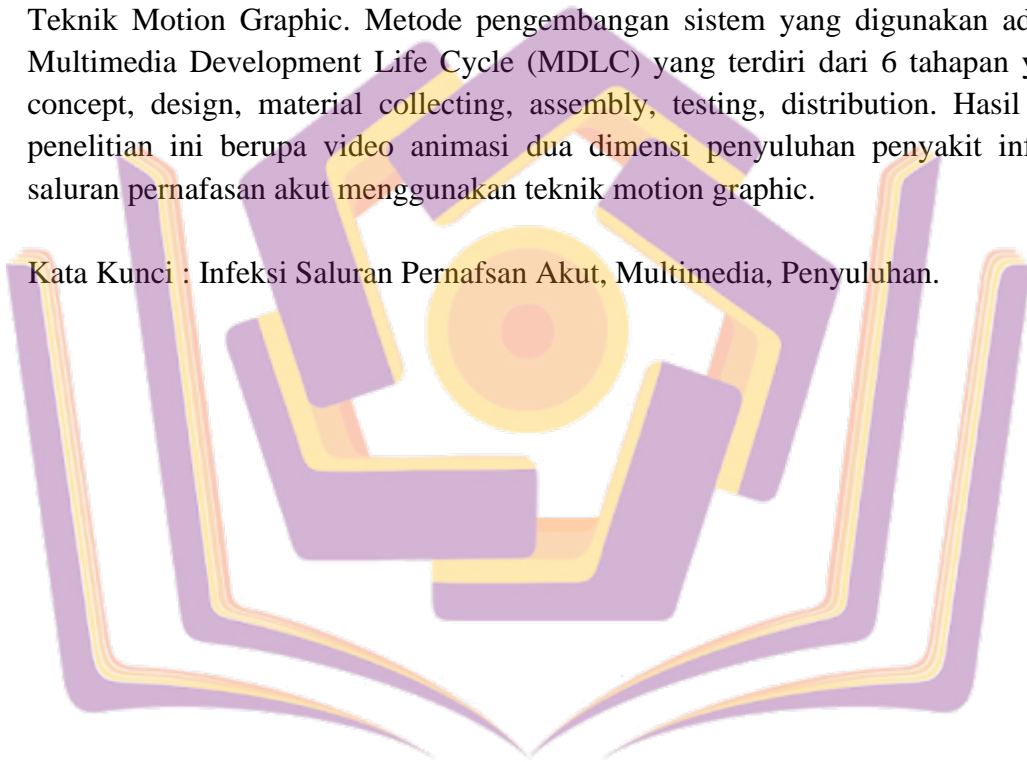 Teknik Motion Graphic. Metode pengembangan sistem yang digunakan ad
Multimedia Development Life Cycle (MDLC) yang terdiri dari 6 tahapan y
concept, design, material collecting, assembly, testing, distribution. Hasil
penelitian ini berupa video animasi dua dimensi penyuluhan penyakit inf
saluran pernafasan akut menggunakan teknik motion graphic.
Kata Kunci : Infeksi Saluran Pernafsan Akut, Multimedia, Penyuluhan.